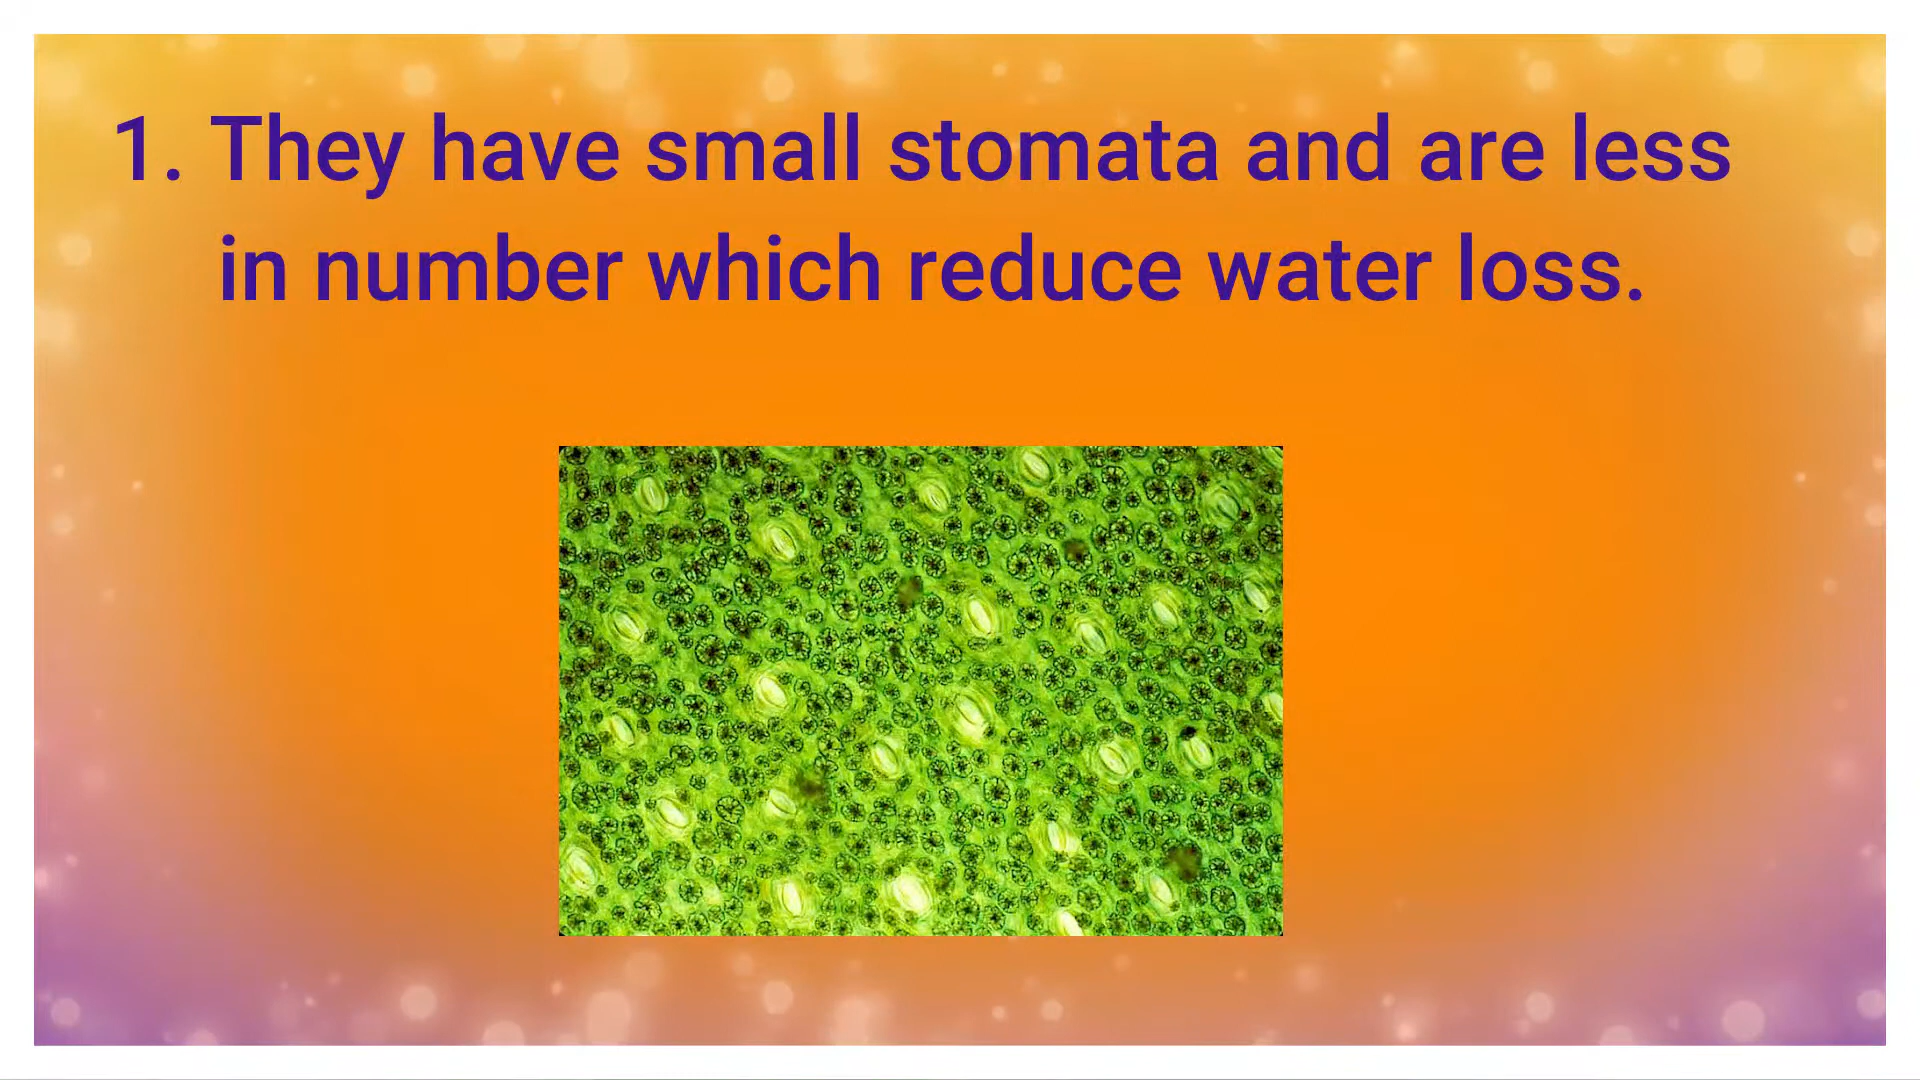 1. They have small stomata and are less
in number which reduce water loss.